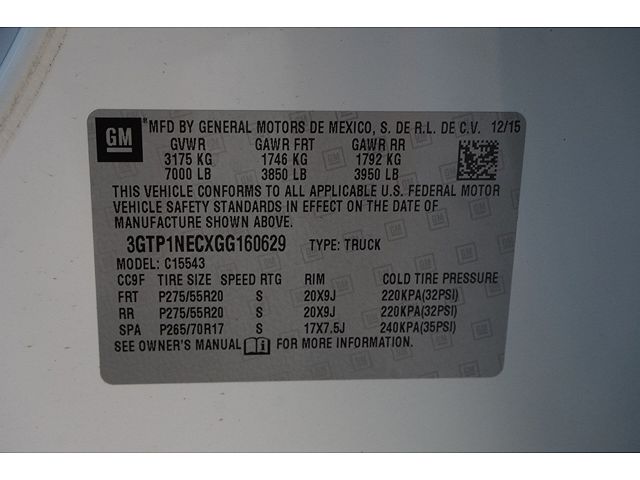 GM ® MFD BY GENERAL MOTORS DE MEXICO, S. DE R.L. DE C.V. 12/15
GVWR GAWR FRT GAWR RR
3175 KG 1746 KG 1792 KG
7000 LB 3850 LB 3950 LB
THIS VEHICLE CONFORMS TO ALL APPLICABLE U.S. FEDERAL MOTOR
VEHICLE SAFETY STANDARDS IN EFFECT ON THE DATE OF
MANUFACTURE SHOWN ABOVE.
3GTP1NECXGG160629 TYPE: TRUCK
MODEL: C15543
CC9F TIRE SIZE SPEED RTG RIM COLD TIRE PRESSURE
FRT P275/55R20 S 20X9J 220KPA(32PSI)
RR P275/55R20 S 20X9J 220KPA(32PSI)
SPA P265/70R17 S 17X7.5J 240KPA(35PSI)
SEE OWNER'S MANUAL FOR MORE INFORMATION.